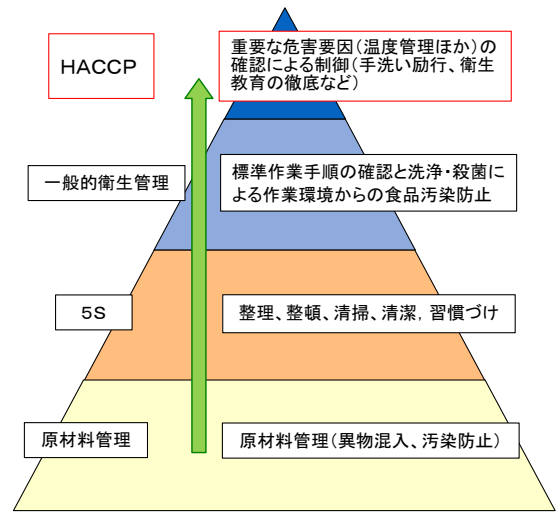 HACCP
重要な危害要因(温度管理ほか)の
確認による制御(手洗い励行、衛生
教育の徹底など)
一般的衛生管理
標準作業手順の確認と洗浄・殺菌に
よる作業環境からの食品汚染防止
5S
整理、整頓、清掃、清潔, 習慣づけ
原材料管理
原材料管理(異物混入、汚染防止)